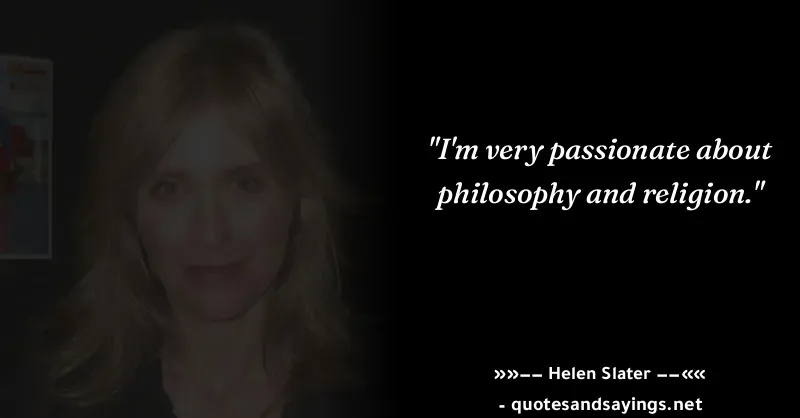 "I'm very passionate about
philosophy and religion."
»»−− Helen Slater −−««
- quotesandsayings.net